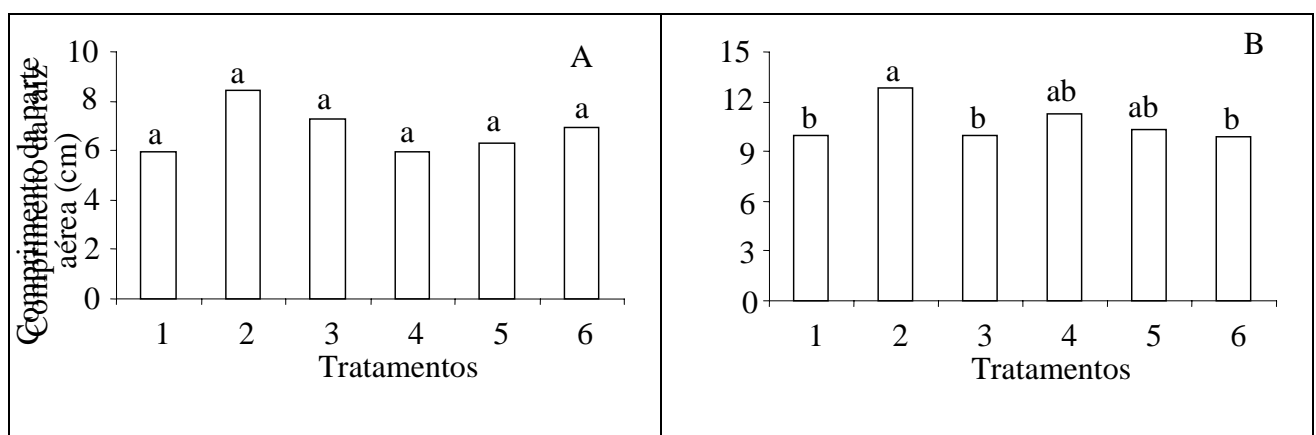 Comprimento da parte
aérea (cm)
Comprimento da raiz
A
10
8
6
4
2
0
a
a
a
a
a
a
1 2 3 4 5 6
Tratamentos
B
15
12
9
6
3
0
b
a
b
ab
ab
b
1 2 3 4 5 6
Tratamentos